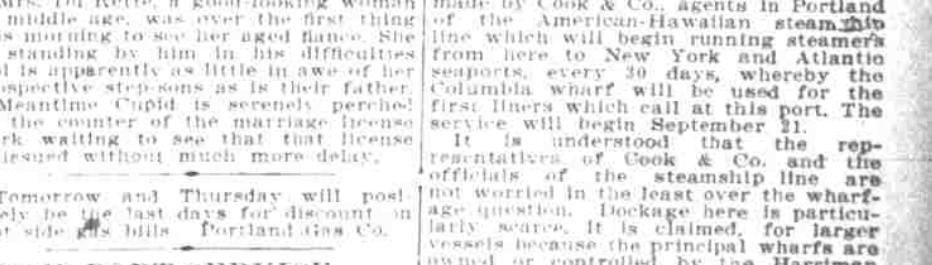 Mrs. De Kette, a good-looking woman
middle age, was over the first thing
is morning to see her aged fiance. She
standing by him in his difficulties
is apparently as little in awe of her
ospective step-sons as is their father.
Meantime Cupid is serenely perched
the counter of the marriage license
rk waiting to see that that license
issued without much more delay.
Tomorrow and Thursday will posi-
ely be the last days for discount on
st side gas bills Portland Gas Co.
made by Cook & Co., agents in Portland
of the American-Hawaiian steamship
line which will begin running steamers
from here to New York and Atlantic
seaports, every 30 days, whereby the
Columbia wharf will be used for the
first liners which call at this port. The
service will begin September 21.
It is understood that the rep-
resentatives of Cook & Co. and the
officials of the steamship line are
not worried in the least over the wharf-
age question. Dockage here is particu-
larly scarce, it is claimed, for larger
vessels because the principal wharfs are
owned or controlled by the Harriman